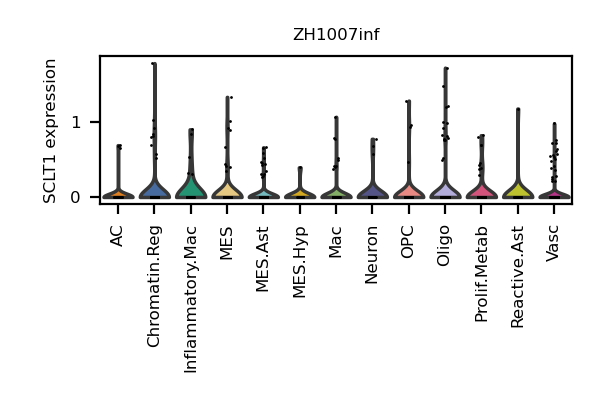 ZH1007inf
SCLT1 expression
1
0
AC
Chromatin.Reg
Inflammatory.Mac
MES
MES.Ast
MES.Hyp
Mac
Neuron
OPC
Oligo
Prolif.Metab
Reactive.Ast
Vasc